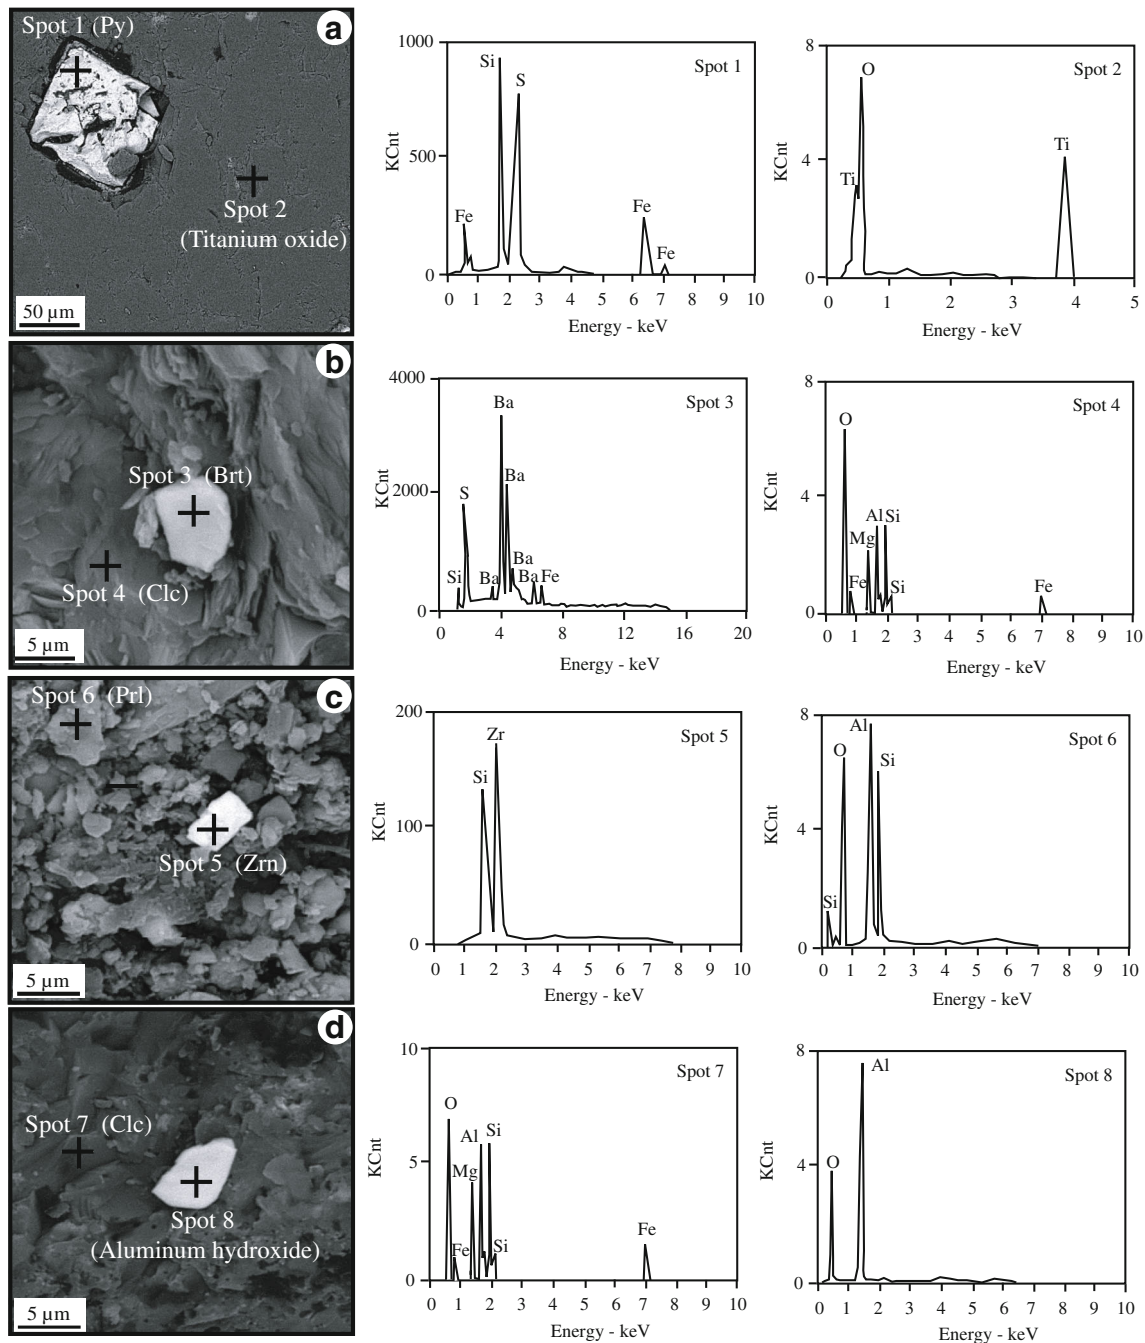 Spot 1 (Py)
a
Spot 2
(Titanium oxide)
50 µm
1000
500
0
KCnt
Si
S
Spot 1
Fe
Fe
Fe
0 1 2 3 4 5 6 7 8 9 10
Energy - keV
8
4
0
KCnt
O
Spot 2
Ti
Ti
0 1 2 3 4 5
Energy - keV
b
Spot 3 (Brt)
Spot 4 (Clc)
5 µm
4000
2000
0
KCnt
Ba
Spot 3
S
Ba
Si
Ba
Ba
Ba
Fe
0 4 8 12 16 20
Energy - keV
8
4
0
KCnt
O
Spot 4
Al
Si
Mg
Fe
Si
Fe
0 1 2 3 4 5 6 7 8 9 10
Energy - keV
c
Spot 6 (Prl)
Spot 5 (Zrn)
5 µm
200
100
0
KCnt
Zr
Spot 5
Si
0 1 2 3 4 5 6 7 8 9 10
Energy - keV
8
4
0
KCnt
Al
Spot 6
O
Si
Si
0 1 2 3 4 5 6 7 8 9 10
Energy - keV
d
Spot 7 (Clc)
Spot 8
(Aluminum hydroxide)
5 µm
10
5
0
KCnt
O
Spot 7
Al
Si
Mg
Fe
Si
Fe
0 1 2 3 4 5 6 7 8 9 10
Energy - keV
8
4
0
KCnt
Al
Spot 8
O
0 1 2 3 4 5 6 7 8 9 10
Energy - keV